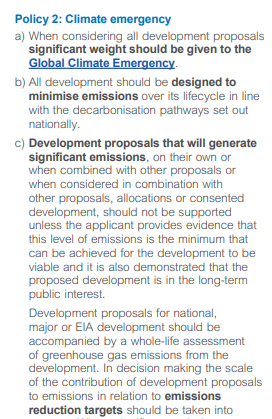 Policy 2: Climate emergency
a) When considering all development proposals
significant weight should be given to the
Global Climate Emergency.
b) All development should be designed to
minimise emissions over its lifecycle in line
with the decarbonisation pathways set out
nationally.
c) Development proposals that will generate
significant emissions, on their own or
when combined with other proposals or
when considered in combination with
other proposals, allocations or consented
development, should not be supported
unless the applicant provides evidence that
this level of emissions is the minimum that
can be achieved for the development to be
viable and it is also demonstrated that the
proposed development is in the long-term
public interest.
Development proposals for national,
major or EIA development should be
accompanied by a whole-life assessment
of greenhouse gas emissions from the
development. In decision making the scale
of the contribution of development proposals
to emissions in relation to emissions
reduction targets should be taken into